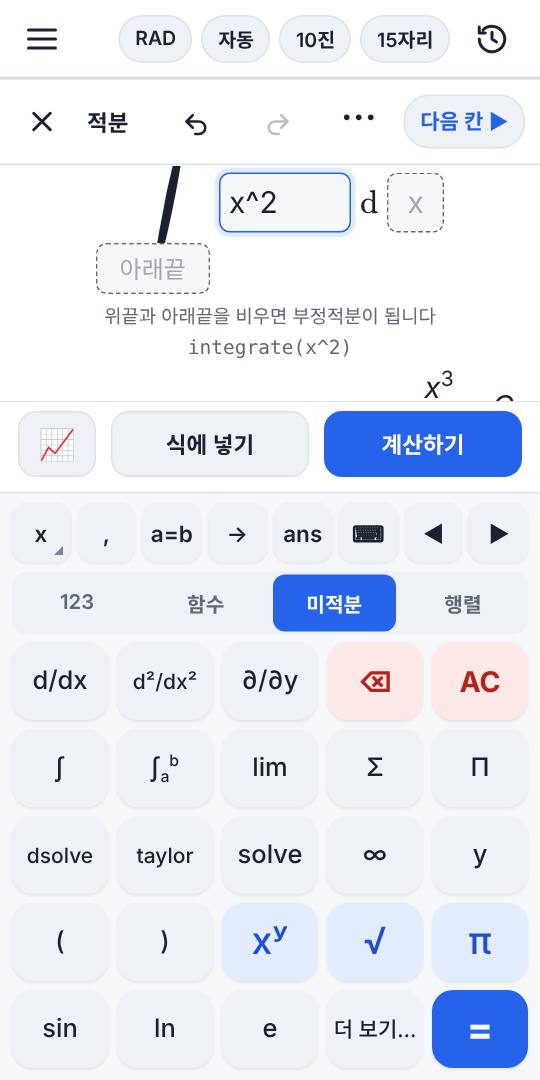 RAD 자동 10진 15자리
적분 ... 다음 칸 ▶
∫ x^2 d x
아래끝
위끝과 아래끝을 비우면 부정적분이 됩니다
integrate(x^2)
x³
식에 넣기 계산하기
x , a=b → ans ⌨ ◀ ▶
123 함수 미적분 행렬
d/dx d²/dx² ∂/∂y ⌫ AC
∫ ∫ₐᵇ lim Σ Π
dsolve taylor solve ∞ y
( ) xʸ √ π
sin ln e 더 보기... =